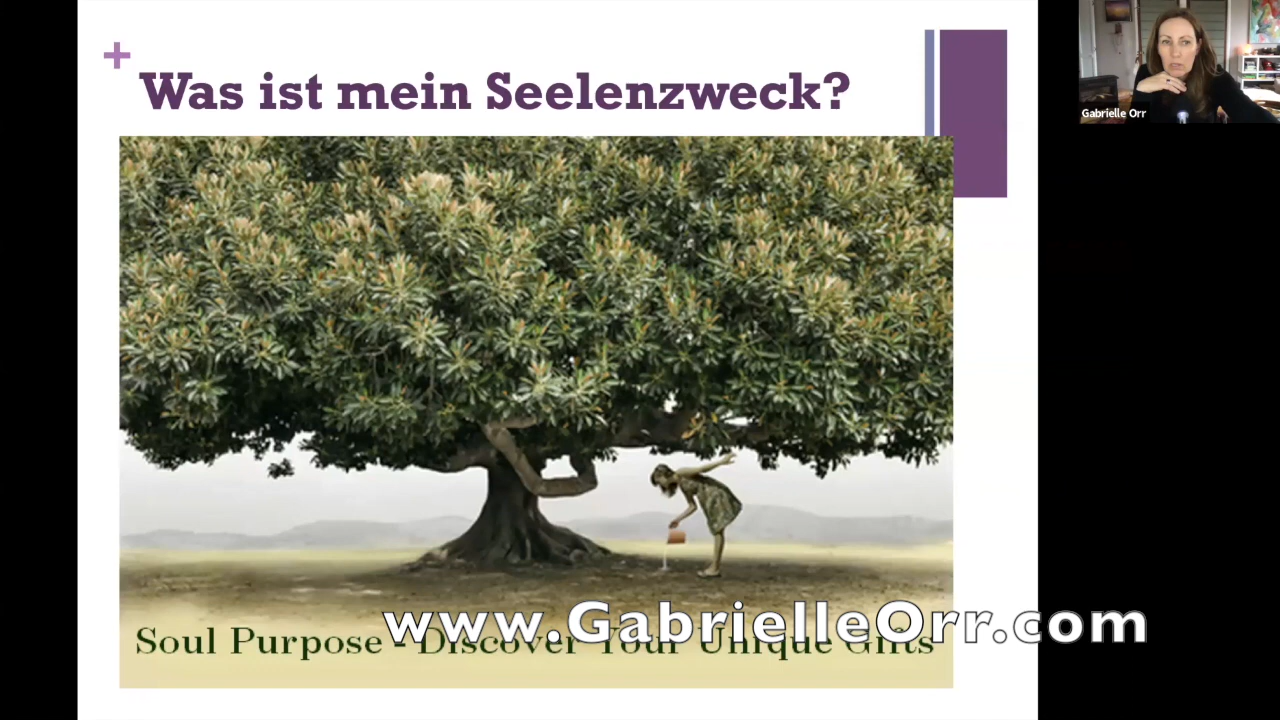 Was ist mein Seelenzweck?
Gabrielle Orr
www.GabrielleOrr.com
Soul Purpose - Discover Your Unique Gifts